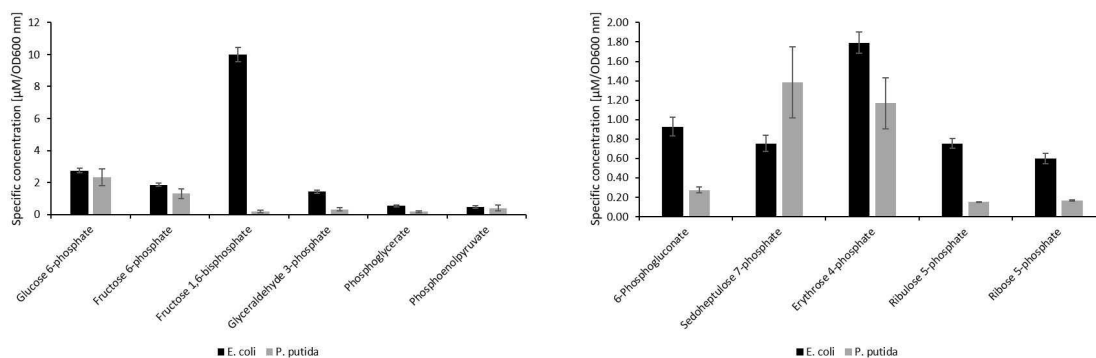 Specific concentration [µM/OD600 nm]
12
10
8
6
4
2
0
Glucose 6-phosphate
Fructose 6-phosphate
Fructose 1,6-bisphosphate
Glyceraldehyde 3-phosphate
Phosphoglycerate
Phosphoenolpyruvate
E. coli P. putida
Specific concentration [µM/OD600 nm]
2.00
1.80
1.60
1.40
1.20
1.00
0.80
0.60
0.40
0.20
0.00
6-Phosphogluconate
Sedoheptulose 7-phosphate
Erythrose 4-phosphate
Ribulose 5-phosphate
Ribose 5-phosphate
E. coli P. putida